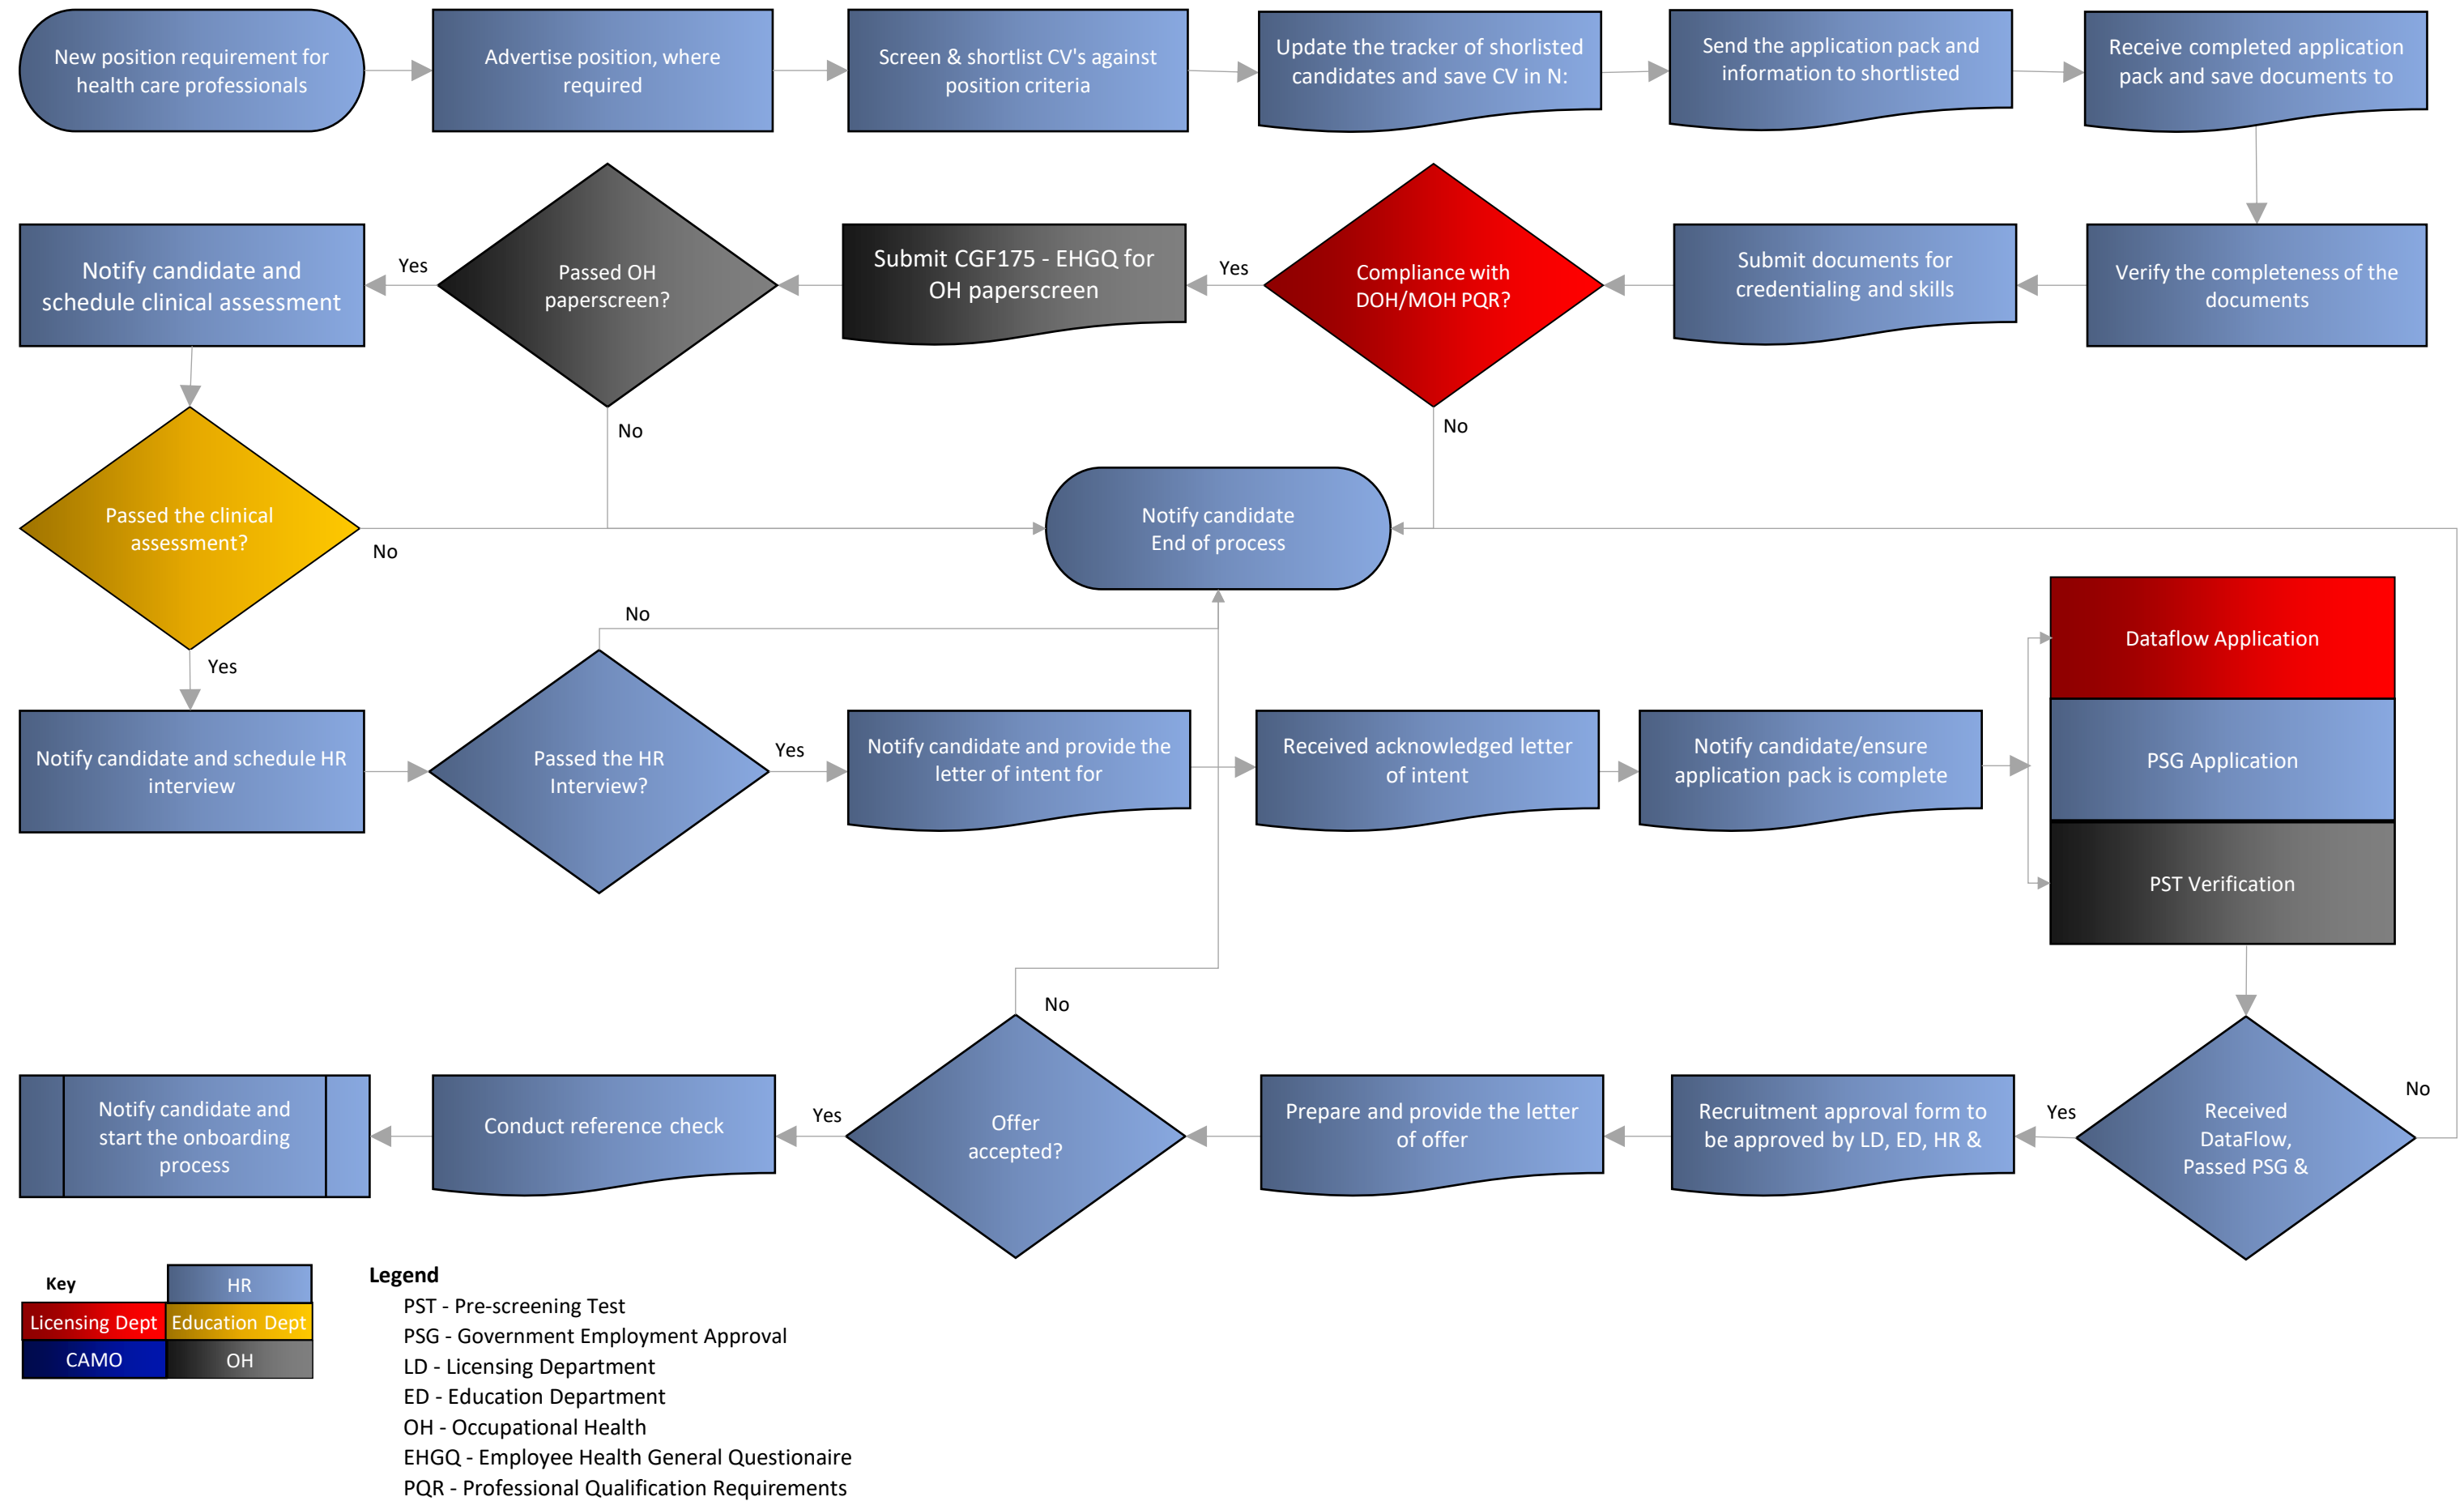 New position requirement for
health care professionals
Advertise position, where
required
Screen & shortlist CV's against
position criteria
Update the tracker of shorlisted
candidates and save CV in N:
Send the application pack and
information to shortlisted
Receive completed application
pack and save documents to
Notify candidate and
schedule clinical assessment
Yes
Passed OH
paperscreen?
Submit CGF175 - EHGQ for
OH paperscreen
Yes
Compliance with
DOH/MOH PQR?
Submit documents for
credentialing and skills
Verify the completeness of the
documents
No
No
Passed the clinical
assessment?
No
Notify candidate
End of process
No
Yes
Dataflow Application
Notify candidate and schedule HR
interview
Passed the HR
Interview?
Yes
Notify candidate and provide the
letter of intent for
Received acknowledged letter
of intent
Notify candidate/ensure
application pack is complete
PSG Application
PST Verification
No
Notify candidate and
start the onboarding
process
Conduct reference check
Yes
Offer
accepted?
Prepare and provide the letter
of offer
Recruitment approval form to
be approved by LD, ED, HR &
Yes
Received
DataFlow,
Passed PSG &
No
Key
HR
Licensing Dept
Education Dept
CAMO
OH
Legend
PST - Pre-screening Test
PSG - Government Employment Approval
LD - Licensing Department
ED - Education Department
OH - Occupational Health
EHGQ - Employee Health General Questionaire
PQR - Professional Qualification Requirements